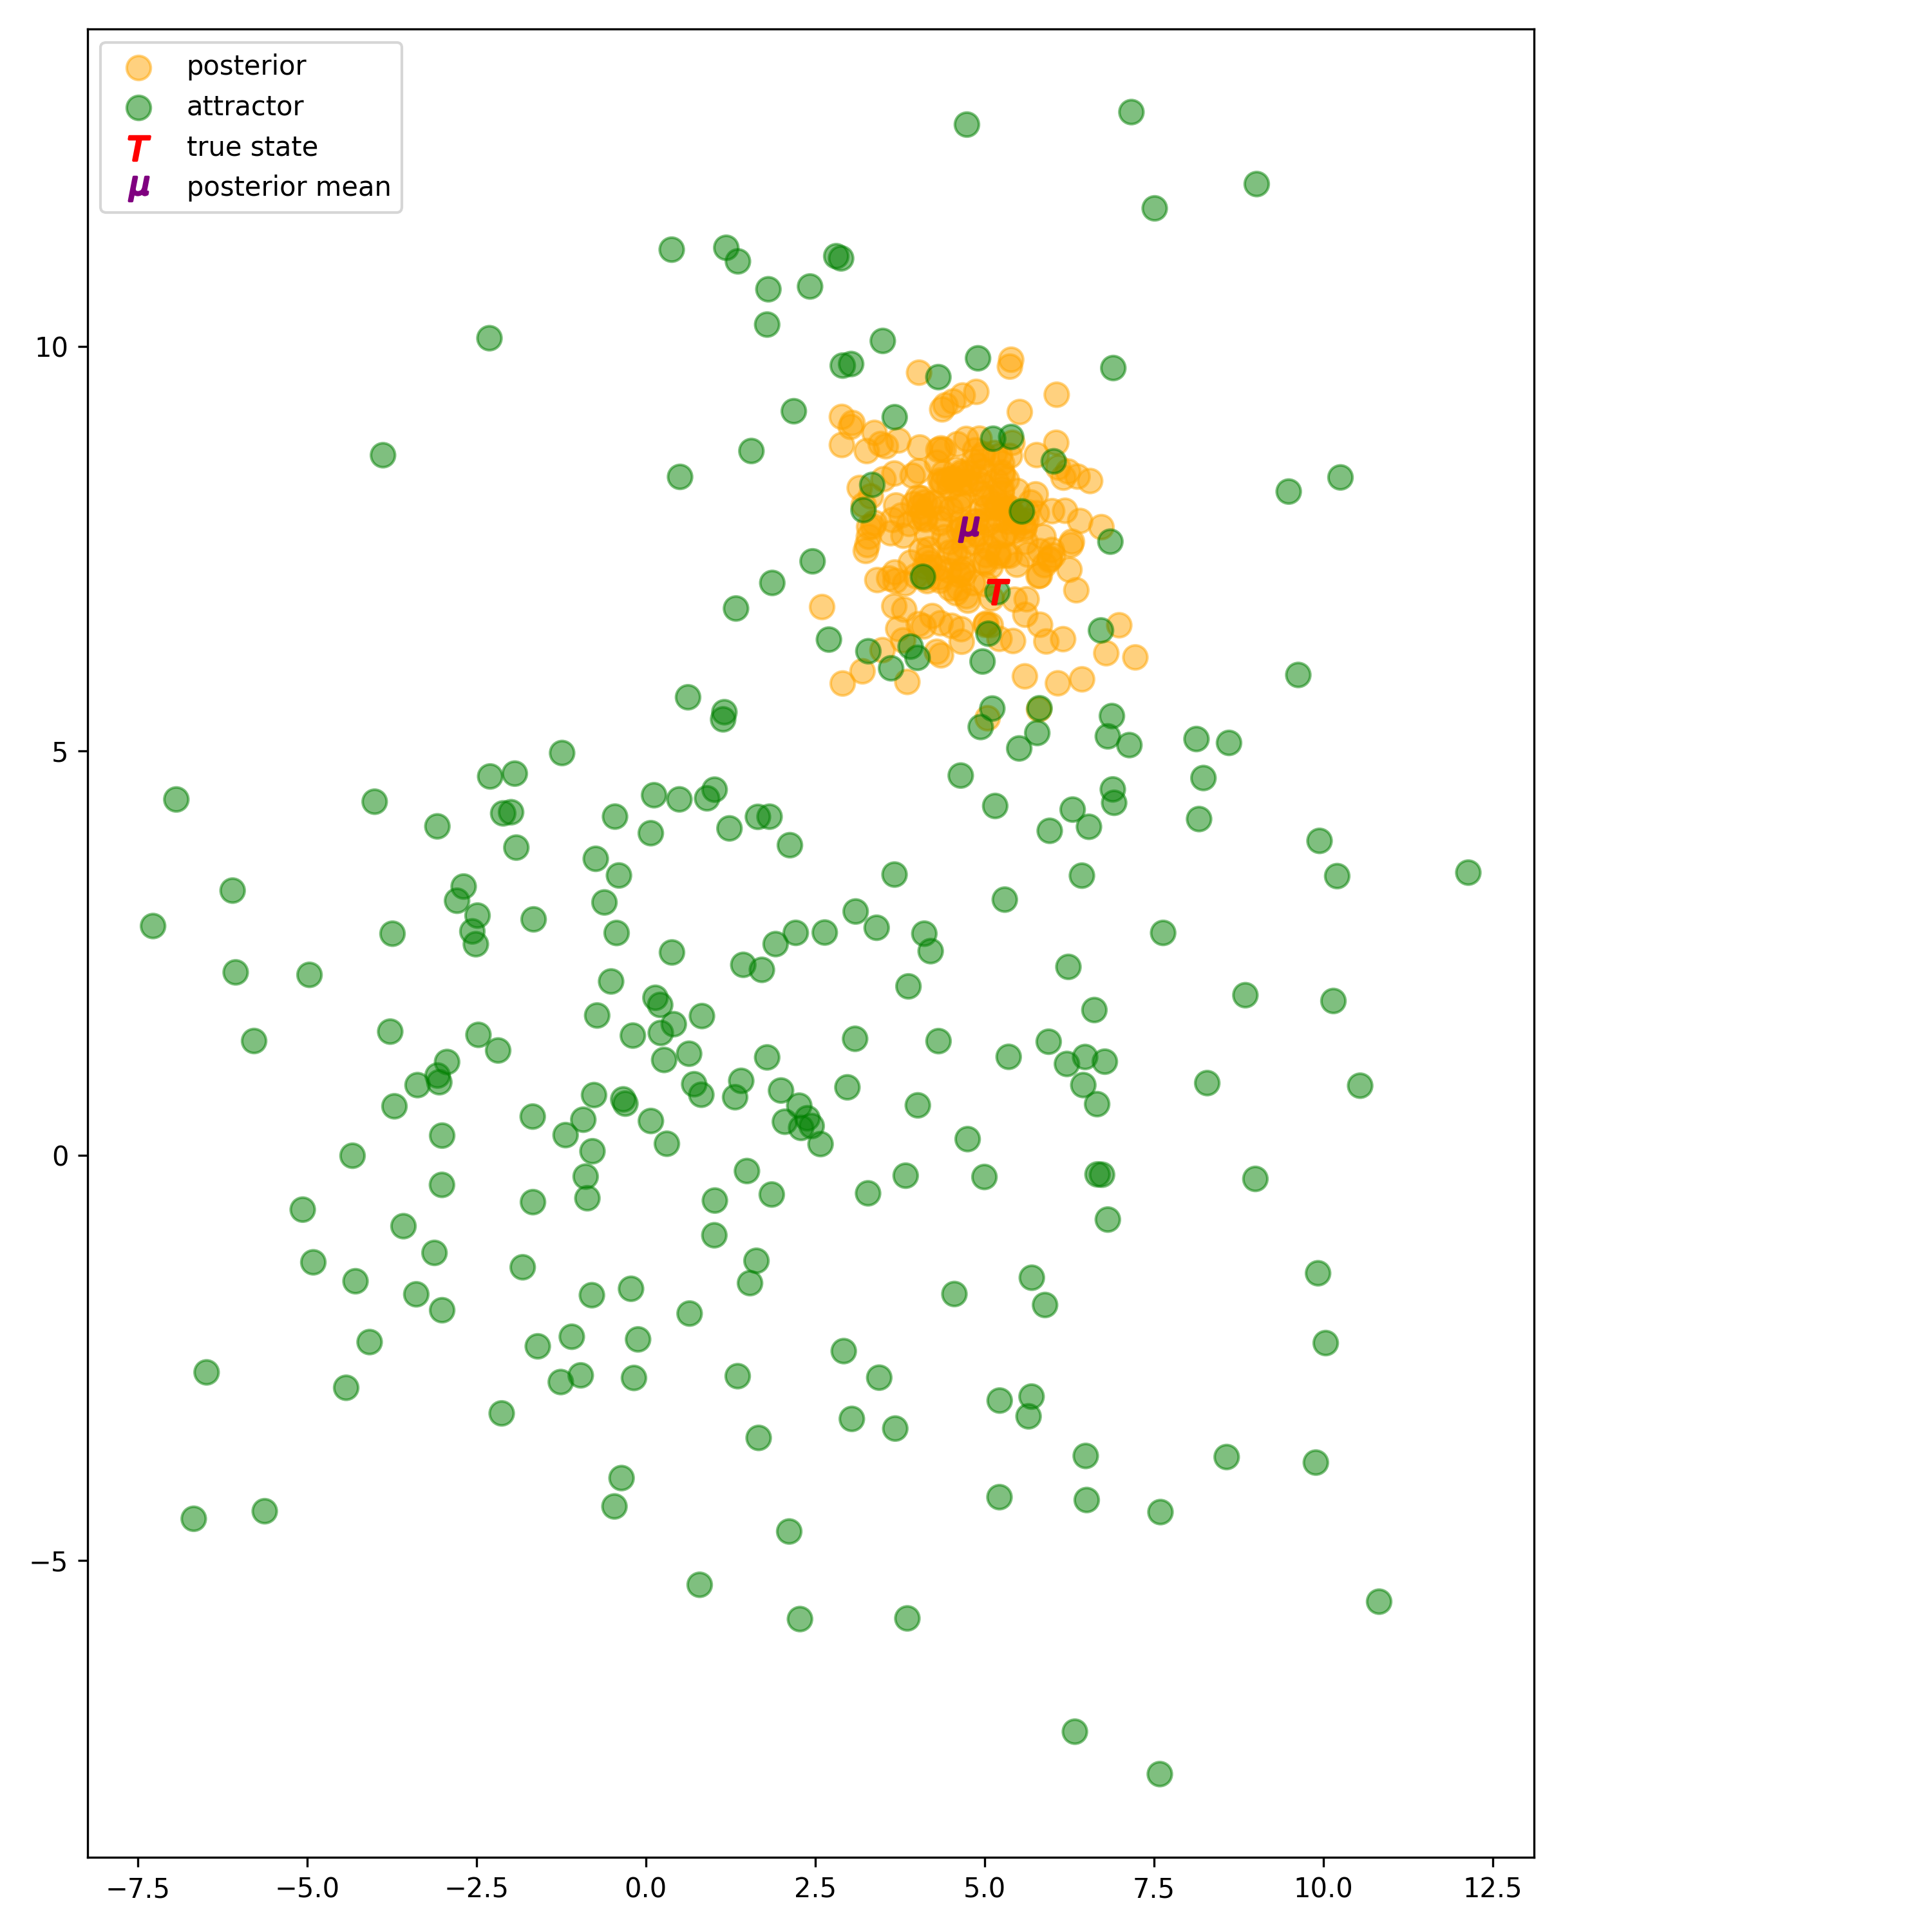 posterior
attractor
T true state
μ posterior mean
10
5
0
−5
μ
T
−7.5 −5.0 −2.5 0.0 2.5 5.0 7.5 10.0 12.5